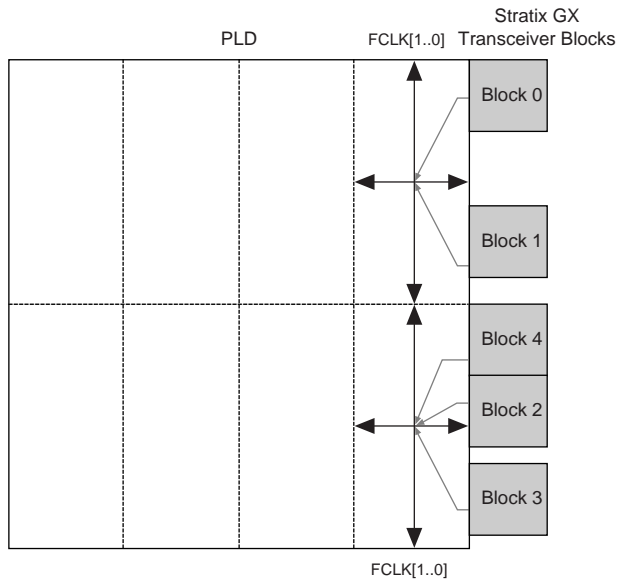 Stratix GX
PLD FCLK[1..0] Transceiver Blocks
Block 0
Block 1
Block 4
Block 2
Block 3
FCLK[1..0]